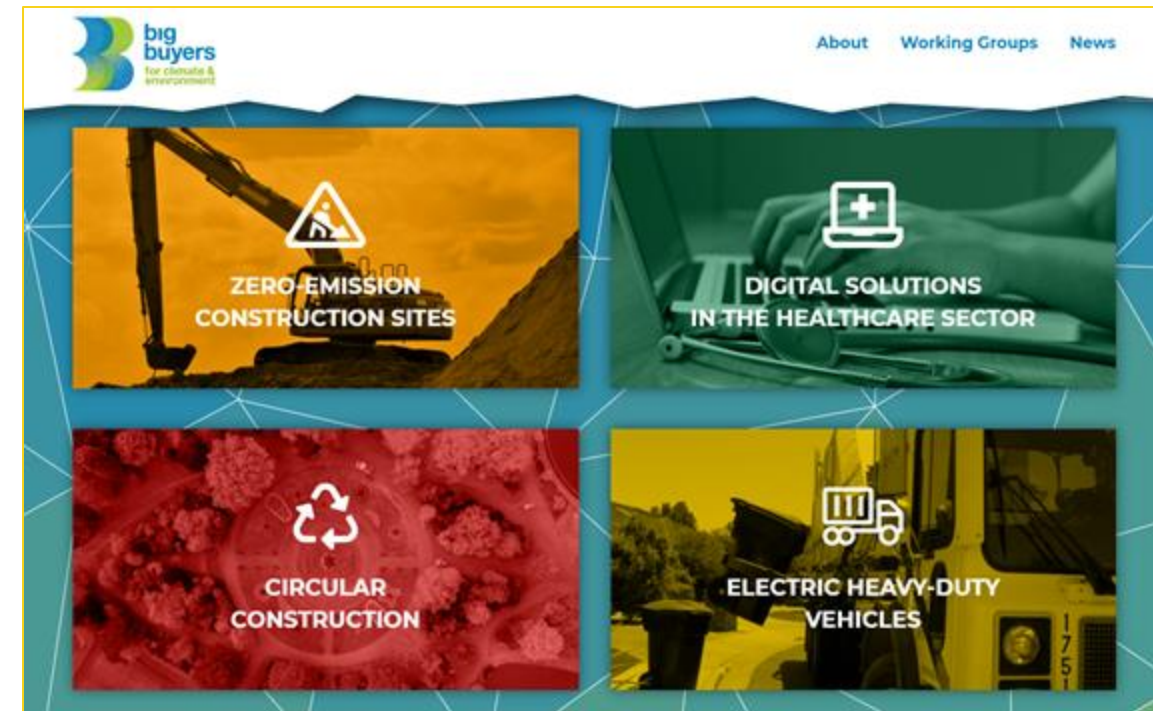 big
buyers
for climate &
environment
About Working Groups News
ZERO-EMISSION
CONSTRUCTION SITES
DIGITAL SOLUTIONS
IN THE HEALTHCARE SECTOR
CIRCULAR
CONSTRUCTION
ELECTRIC HEAVY-DUTY
VEHICLES
1751